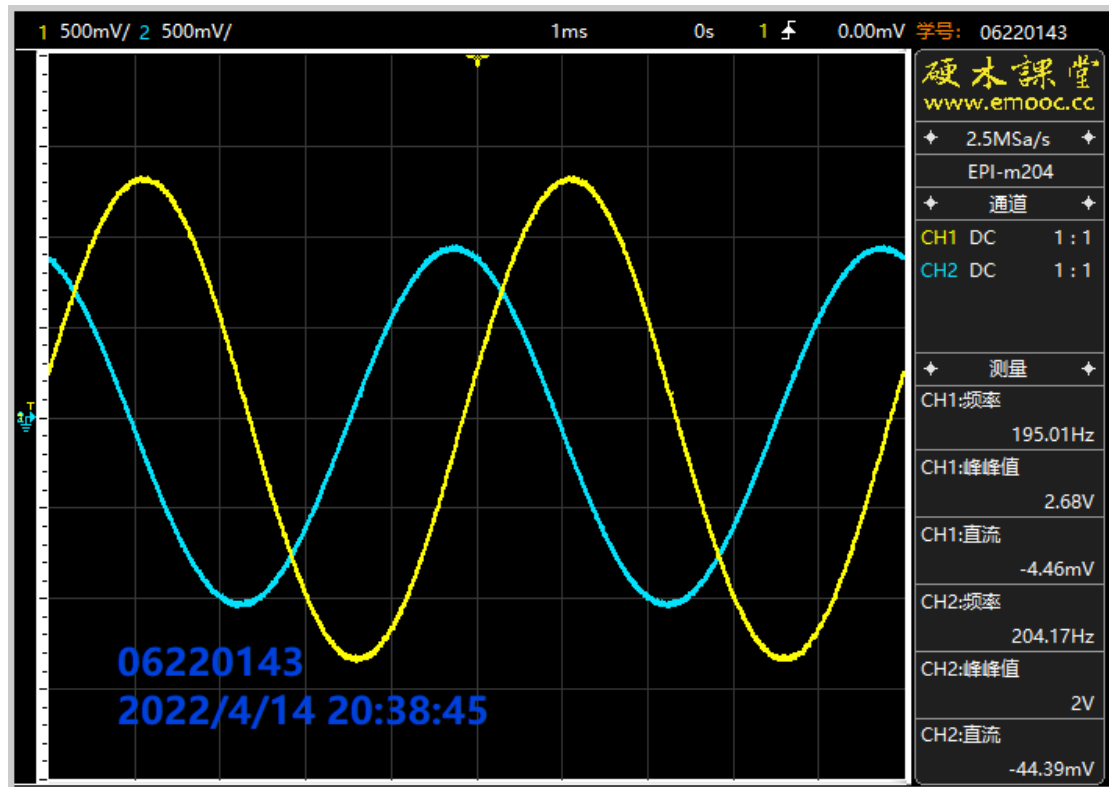 1 500mV/ 2 500mV/ 1ms 0s 1 0.00mV 学号: 06220143
硬木課堂
www.emooc.cc
2.5MSa/s
EPI-m204
通道
CH1 DC 1:1
CH2 DC 1:1
测量
CH1:频率
195.01Hz
CH1:峰峰值
2.68V
CH1:直流
-4.46mV
CH2:频率
204.17Hz
CH2:峰峰值
2V
CH2:直流
-44.39mV
T
06220143
2022/4/14 20:38:45